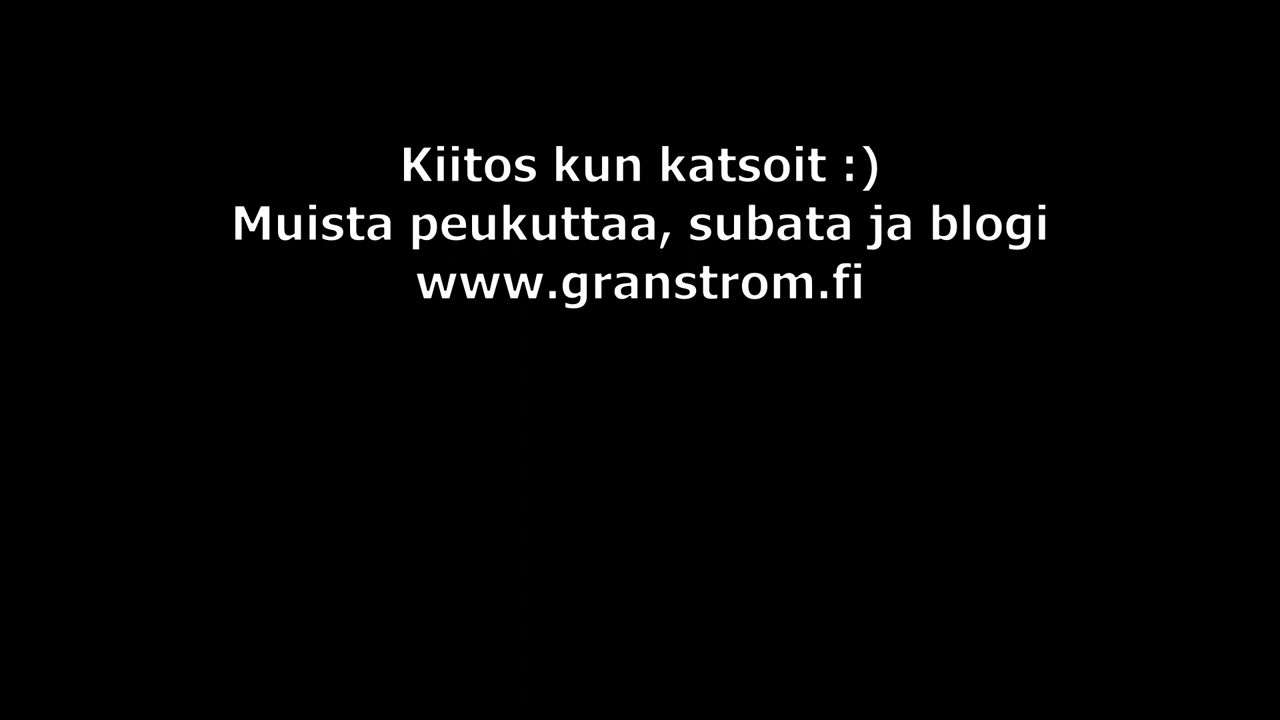 Kiitos kun katsoit :)
Muista peukuttaa, subata ja blogi
www.granstrom.fi